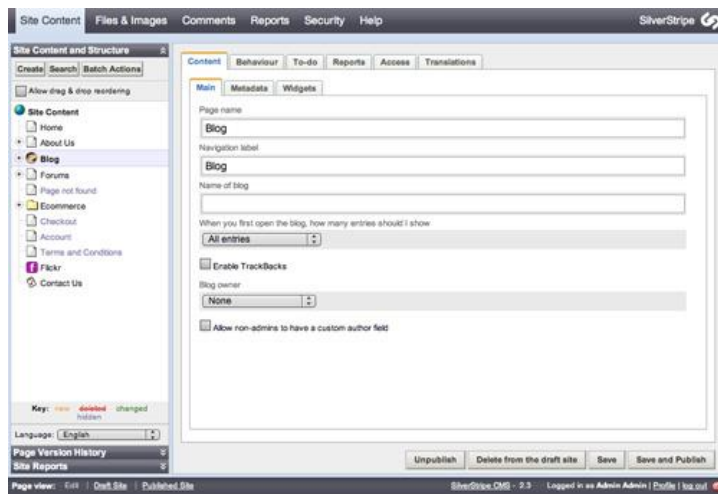 Site Content Files & Images Comments Reports Security Help SilverStripe
Site Content and Structure
Create Search Batch Actions
Allow drag & drop reordering
Site Content
Home
About Us
Blog
Forums
Page not found
Ecommerce
Checkout
Account
Terms and Conditions
Flickr
Contact Us
Key: new deleted changed
hidden
Language: English
Page Version History
Site Reports
Content Behaviour To-do Reports Access Translations
Main Metadata Widgets
Page name
Blog
Navigation label
Blog
Name of blog
When you first open the blog, how many entries should I show
All entries
Enable TrackBacks
Blog owner
None
Allow non-admins to have a custom author field
Unpublish Delete from the draft site Save Save and Publish
Page view: Edit | Draft Site | Published Site SilverStripe CMS - 2.3 Logged in as Admin Admin | Profile | log out